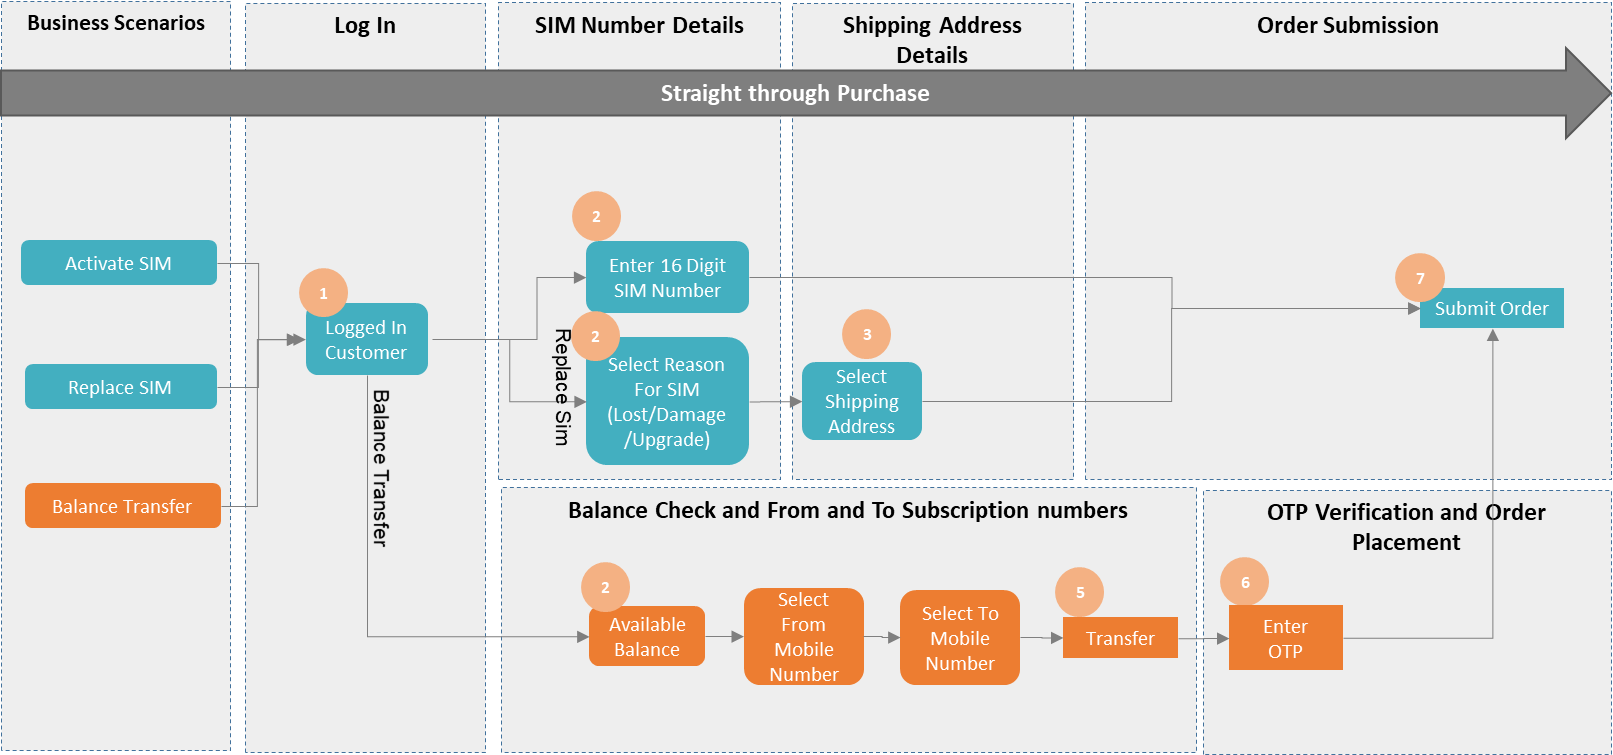 Business Scenarios
Log In
SIM Number Details
Shipping Address
Details
Order Submission
Straight through Purchase
Activate SIM
Replace SIM
Balance Transfer
1
Logged In
Customer
Balance Transfer
2
Enter 16 Digit
SIM Number
Replace Sim
2
Select Reason
For SIM
(Lost/Damage
/Upgrade)
3
Select
Shipping
Address
7
Submit Order
Balance Check and From and To Subscription numbers
2
Available
Balance
Select
From
Mobile
Number
Select To
Mobile
Number
5
Transfer
OTP Verification and Order
Placement
6
Enter
OTP